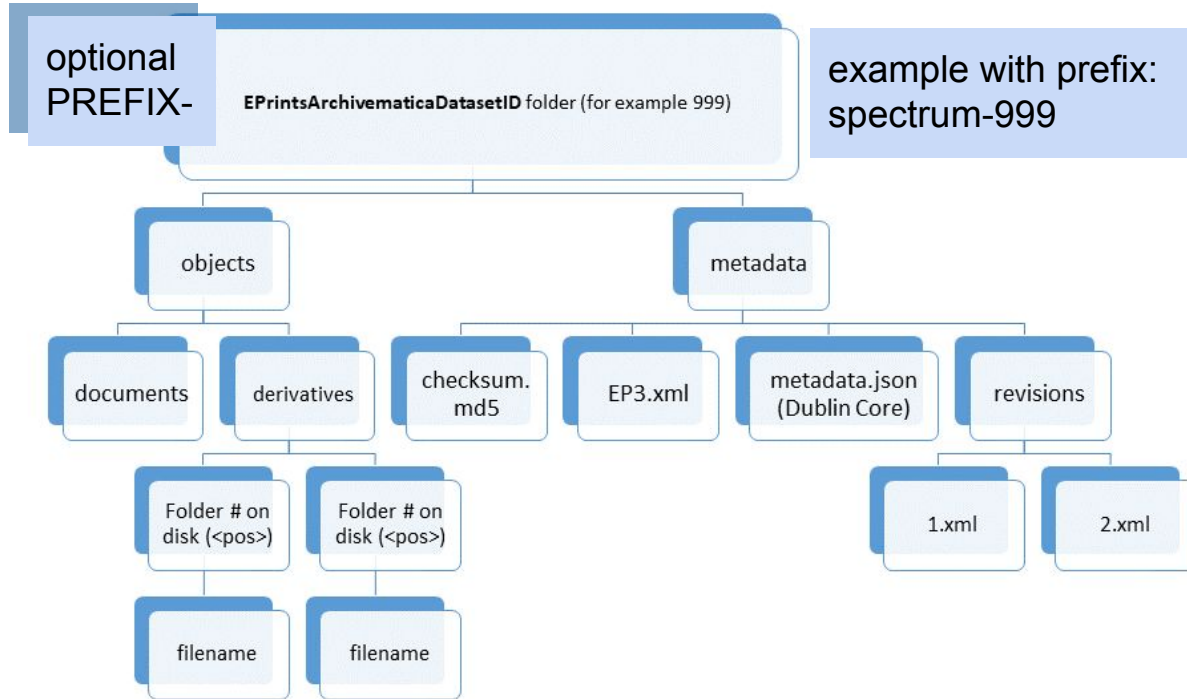 optional
PREFIX-
EPrintsArchivematicaDatasetID folder (for example 999)
example with prefix:
spectrum-999
objects
metadata
documents
derivatives
checksum.
md5
EP3.xml
metadata.json
(Dublin Core)
revisions
Folder # on
disk (<pos>)
Folder # on
disk (<pos>)
1.xml
2.xml
filename
filename